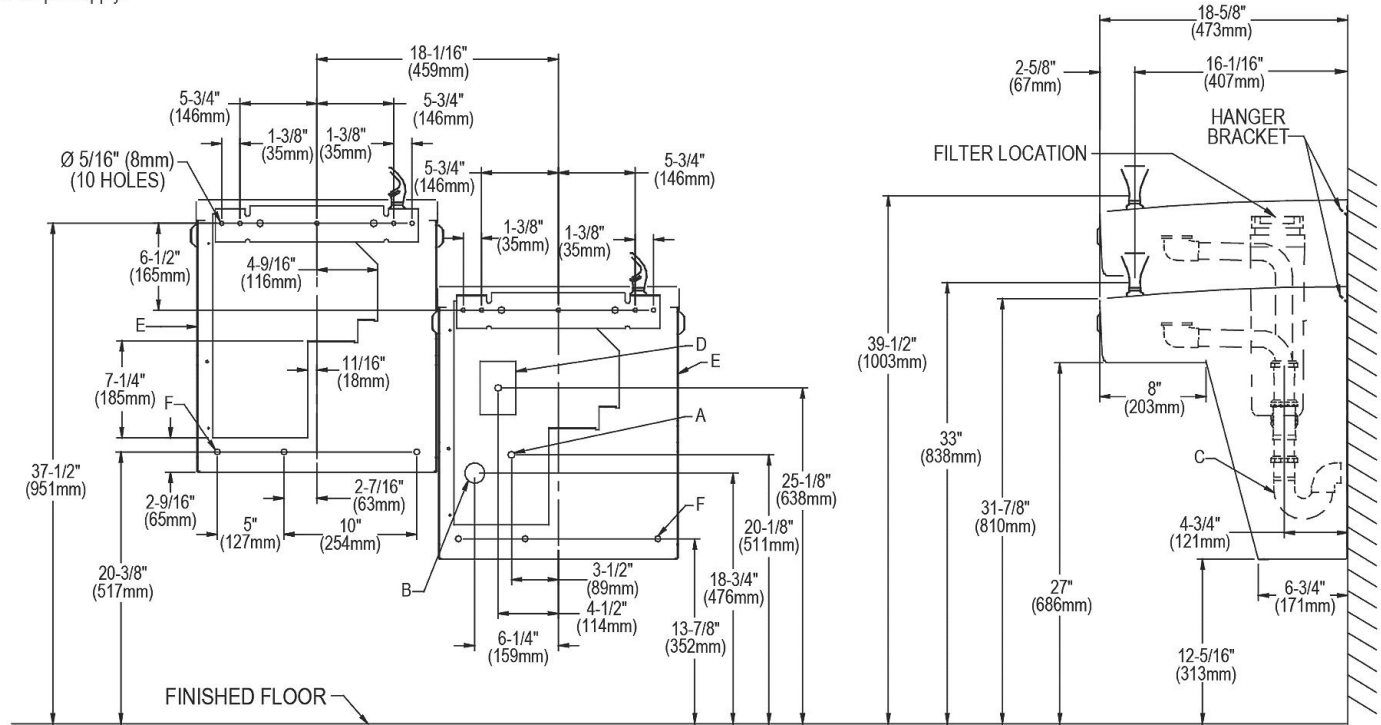 18-1/16"
(459mm)
5-3/4"
(146mm)
5-3/4"
(146mm)
1-3/8"
(35mm)
1-3/8"
(35mm)
Ø 5/16" (8mm)
(10 HOLES)
5-3/4"
(146mm)
5-3/4"
(146mm)
1-3/8"
(35mm)
1-3/8"
(35mm)
6-1/2"
(165mm)
4-9/16"
(116mm)
E
11/16"
(18mm)
7-1/4"
(185mm)
F
D
E
A
37-1/2"
(951mm)
2-9/16"
(65mm)
2-7/16"
(63mm)
5"
(127mm)
10"
(254mm)
20-3/8"
(517mm)
B
F
3-1/2"
(89mm)
4-1/2"
(114mm)
6-1/4"
(159mm)
25-1/8"
(638mm)
20-1/8"
(511mm)
18-3/4"
(476mm)
13-7/8"
(352mm)
FINISHED FLOOR
18-5/8"
(473mm)
2-5/8"
(67mm)
16-1/16"
(407mm)
HANGER
BRACKET
FILTER LOCATION
39-1/2"
(1003mm)
8"
(203mm)
33"
(838mm)
C
31-7/8"
(810mm)
4-3/4"
(121mm)
27"
(686mm)
6-3/4"
(171mm)
12-5/16"
(313mm)